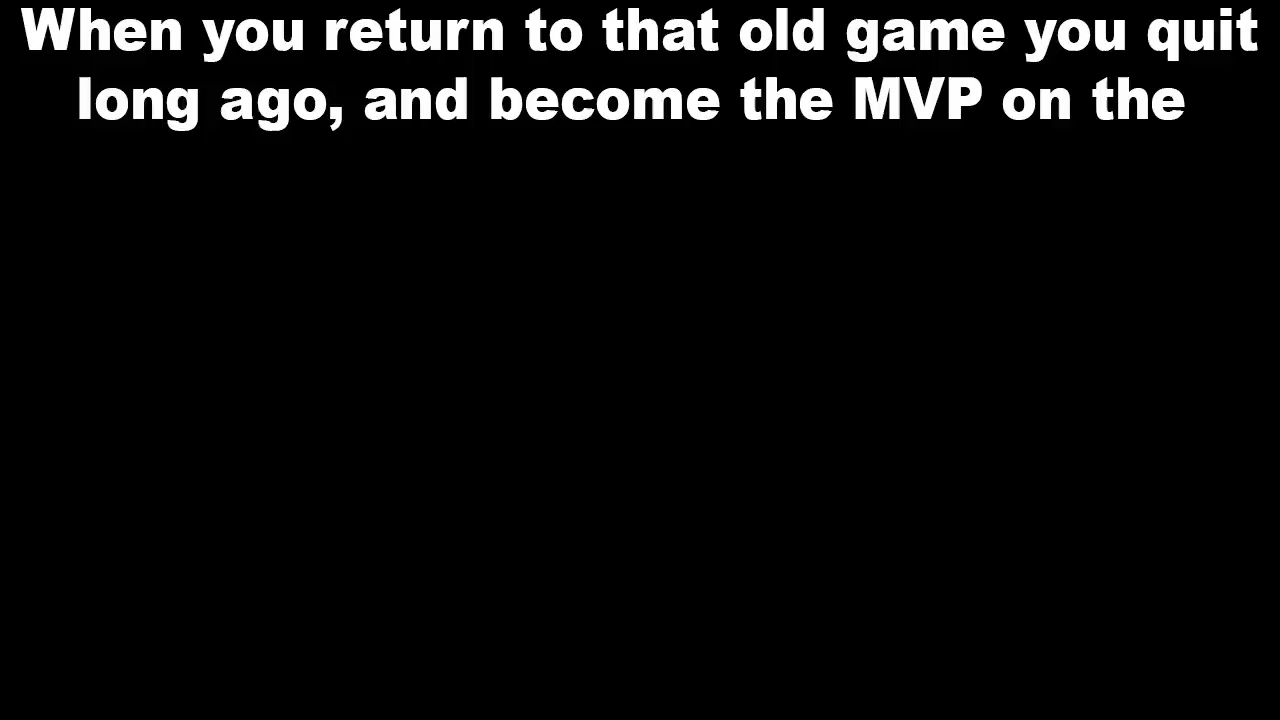 When you return to that old game you quit
long ago, and become the MVP on the